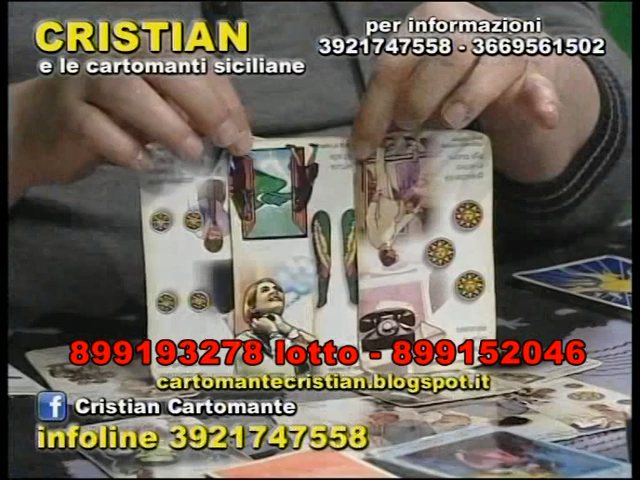 CRISTIAN
e le cartomanti siciliane
per informazioni
3921747558 - 3669561502
899193278 lotto - 899152046
cartomantecristian.blogspot.it
f Cristian Cartomante
infoline 3921747558